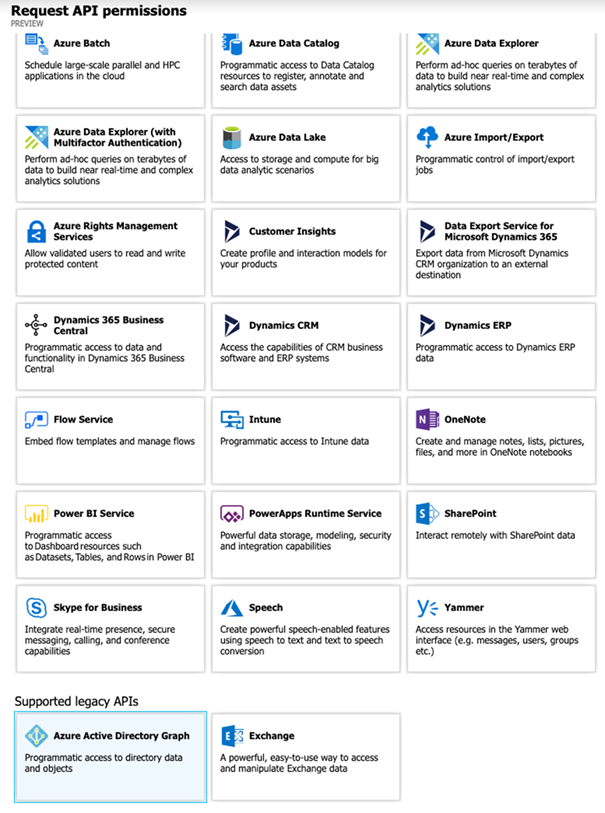 Request API permissions
PREVIEW
Azure Batch
Schedule large-scale parallel and HPC
applications in the cloud
Azure Data Catalog
Programmatic access to Data Catalog
resources to register, annotate and
search data assets
Azure Data Explorer
Perform ad-hoc queries on terabytes of
data to build near real-time and complex
analytics solutions
Azure Data Explorer (with
Multifactor Authentication)
Perform ad-hoc queries on terabytes of
data to build near real-time and complex
analytics solutions
Azure Data Lake
Access to storage and compute for big
data analytic scenarios
Azure Import/Export
Programmatic control of import/export
jobs
Azure Rights Management
Services
Allow validated users to read and write
protected content
Customer Insights
Create profile and interaction models for
your products
Data Export Service for
Microsoft Dynamics 365
Export data from Microsoft Dynamics
CRM organization to an external
destination
Dynamics 365 Business
Central
Programmatic access to data and
functionality in Dynamics 365 Business
Central
Dynamics CRM
Access the capabilities of CRM business
software and ERP systems
Dynamics ERP
Programmatic access to Dynamics ERP
data
Flow Service
Embed flow templates and manage flows
Intune
Programmatic access to Intune data
OneNote
Create and manage notes, lists, pictures,
files, and more in OneNote notebooks
Power BI Service
Programmatic access
to Dashboard resources such
as Datasets, Tables, and Rows in Power BI
PowerApps Runtime Service
Powerful data storage, modeling, security
and integration capabilities
SharePoint
Interact remotely with SharePoint data
Skype for Business
Integrate real-time presence, secure
messaging, calling, and conference
capabilities
Speech
Create powerful speech-enabled features
using speech to text and text to speech
conversion
Yammer
Access resources in the Yammer web
interface (e.g. messages, users, groups
etc.)
Supported legacy APIs
Azure Active Directory Graph
Programmatic access to directory data
and objects
Exchange
A powerful, easy-to-use way to access
and manipulate Exchange data